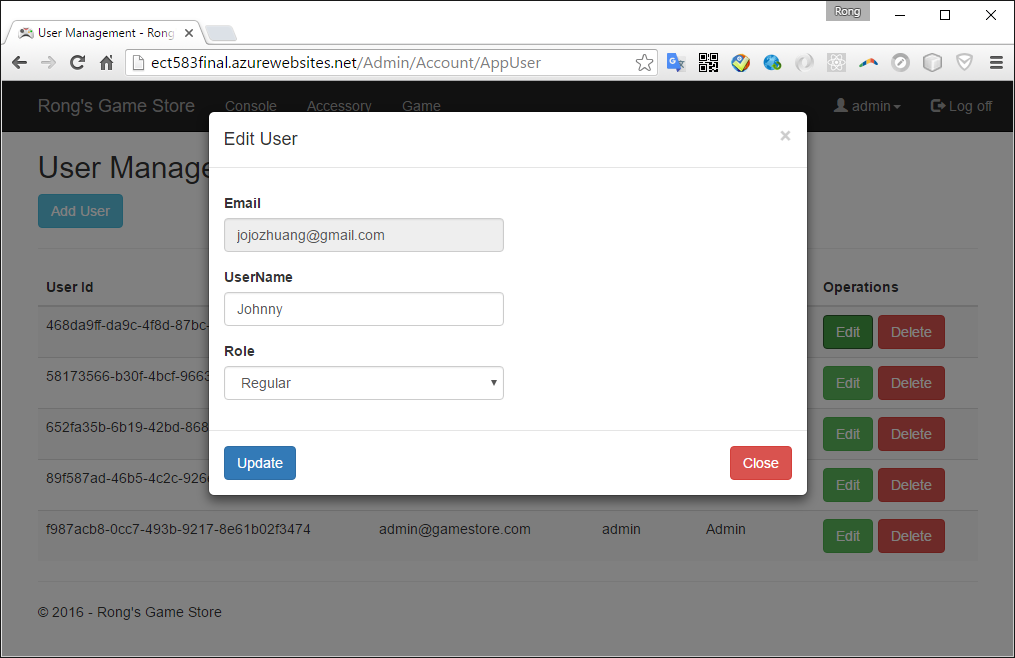 Rong
User Management - Rong
ect583final.azurewebsites.net/Admin/Account/AppUser
Rong's Game Store Console Accessory Game admin Log off
Edit User ×
User Manage
Add User
Email
jojozhuang@gmail.com
UserName
Johnny
Role
Regular
Update Close
User Id Operations
468da9ff-da9c-4f8d-87bc- Edit Delete
58173566-b30f-4bcf-9663 Edit Delete
652fa35b-6b19-42bd-868 Edit Delete
89f587ad-46b5-4c2c-926 Edit Delete
f987acb8-0cc7-493b-9217-8e61b02f3474 admin@gamestore.com admin Admin Edit Delete
© 2016 - Rong's Game Store